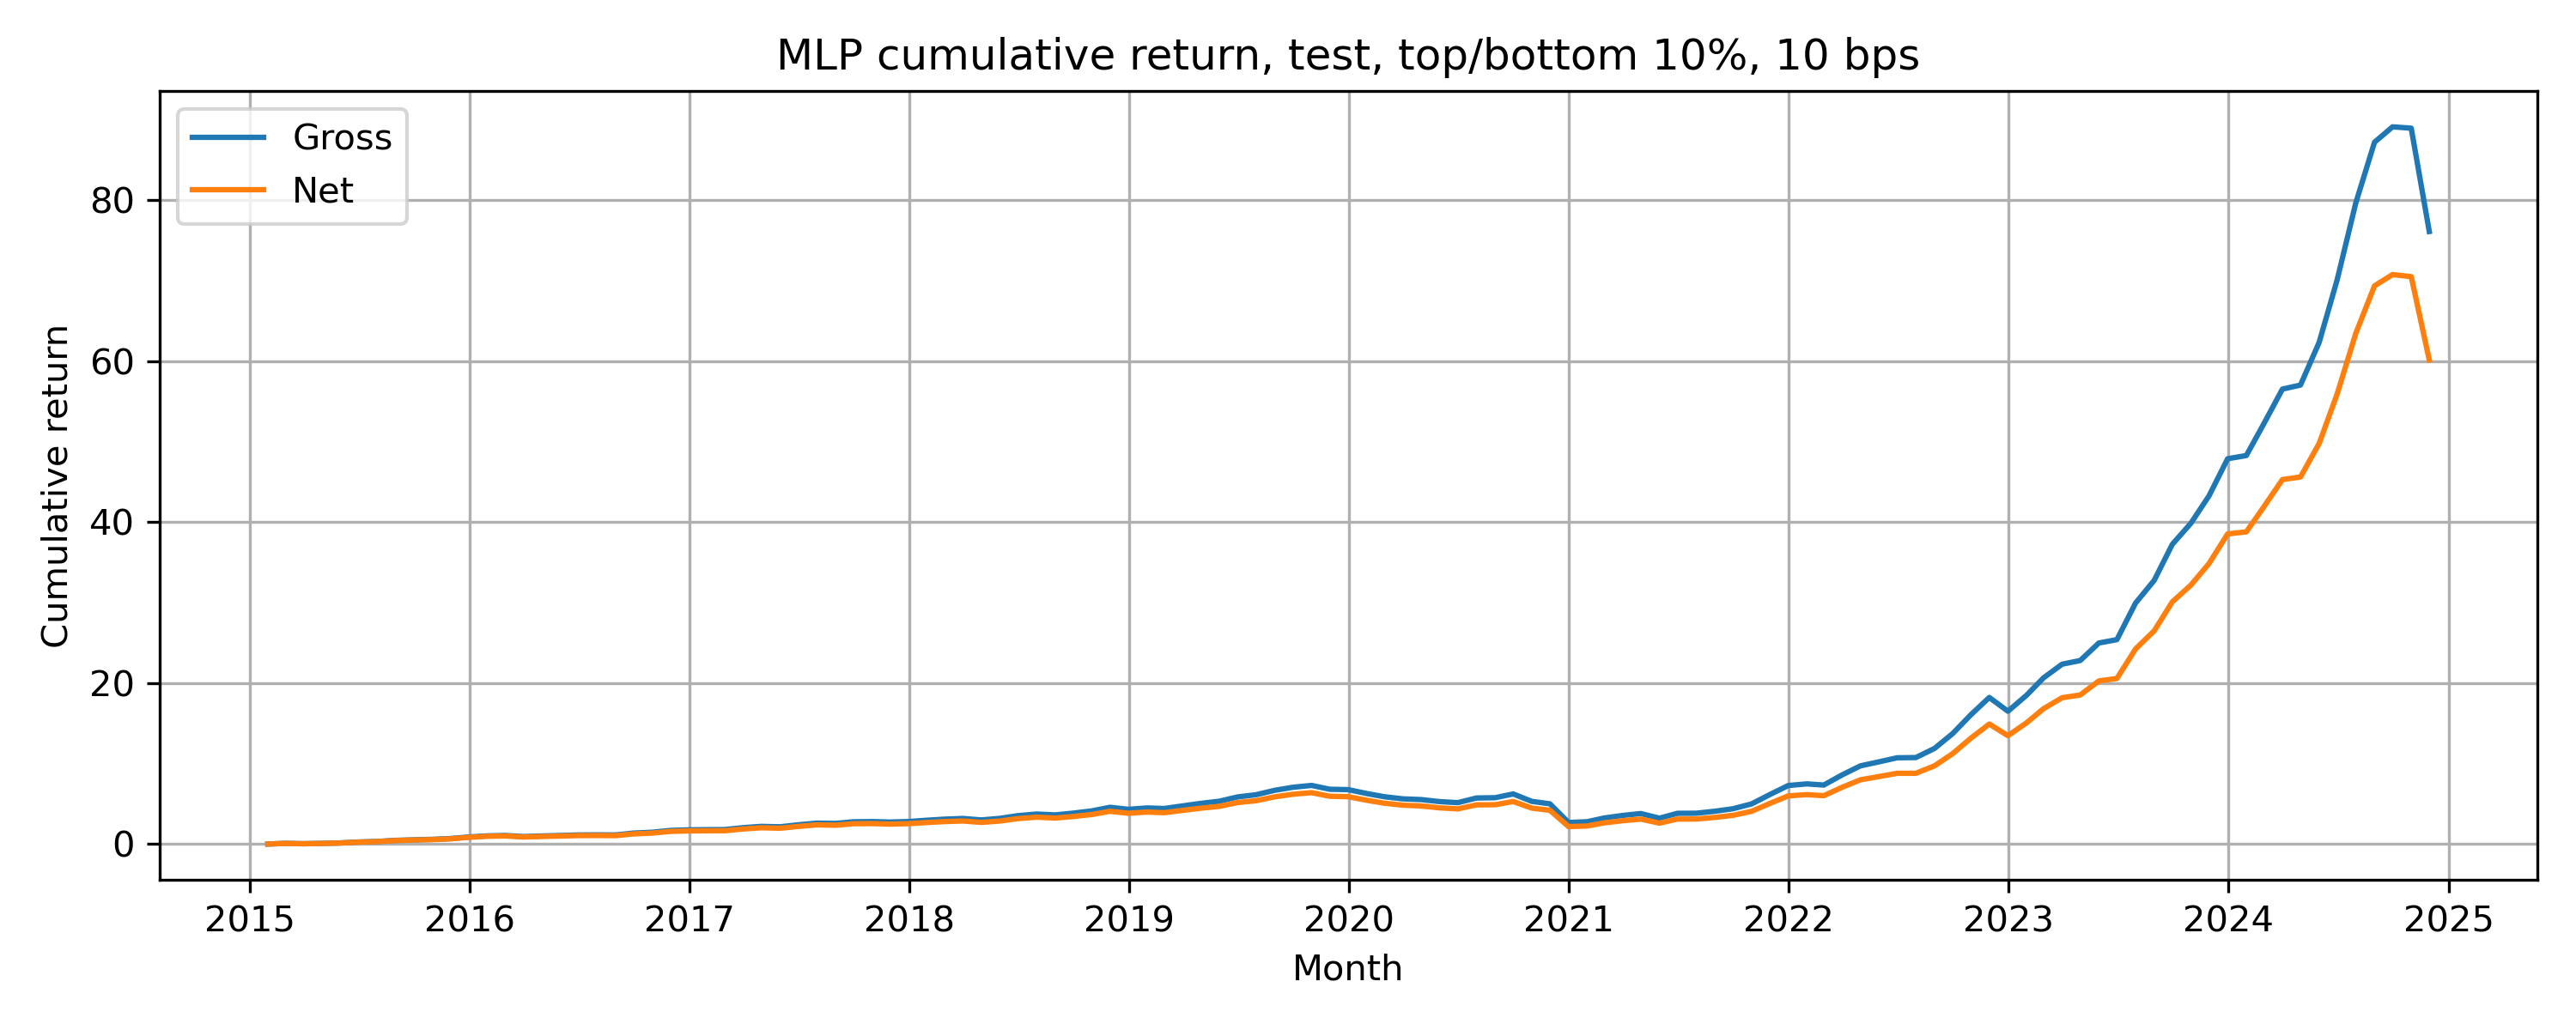 MLP cumulative return, test, top/bottom 10%, 10 bps
Gross
Net
Cumulative return
80
60
40
20
0
2015 2016 2017 2018 2019 2020 2021 2022 2023 2024 2025
Month